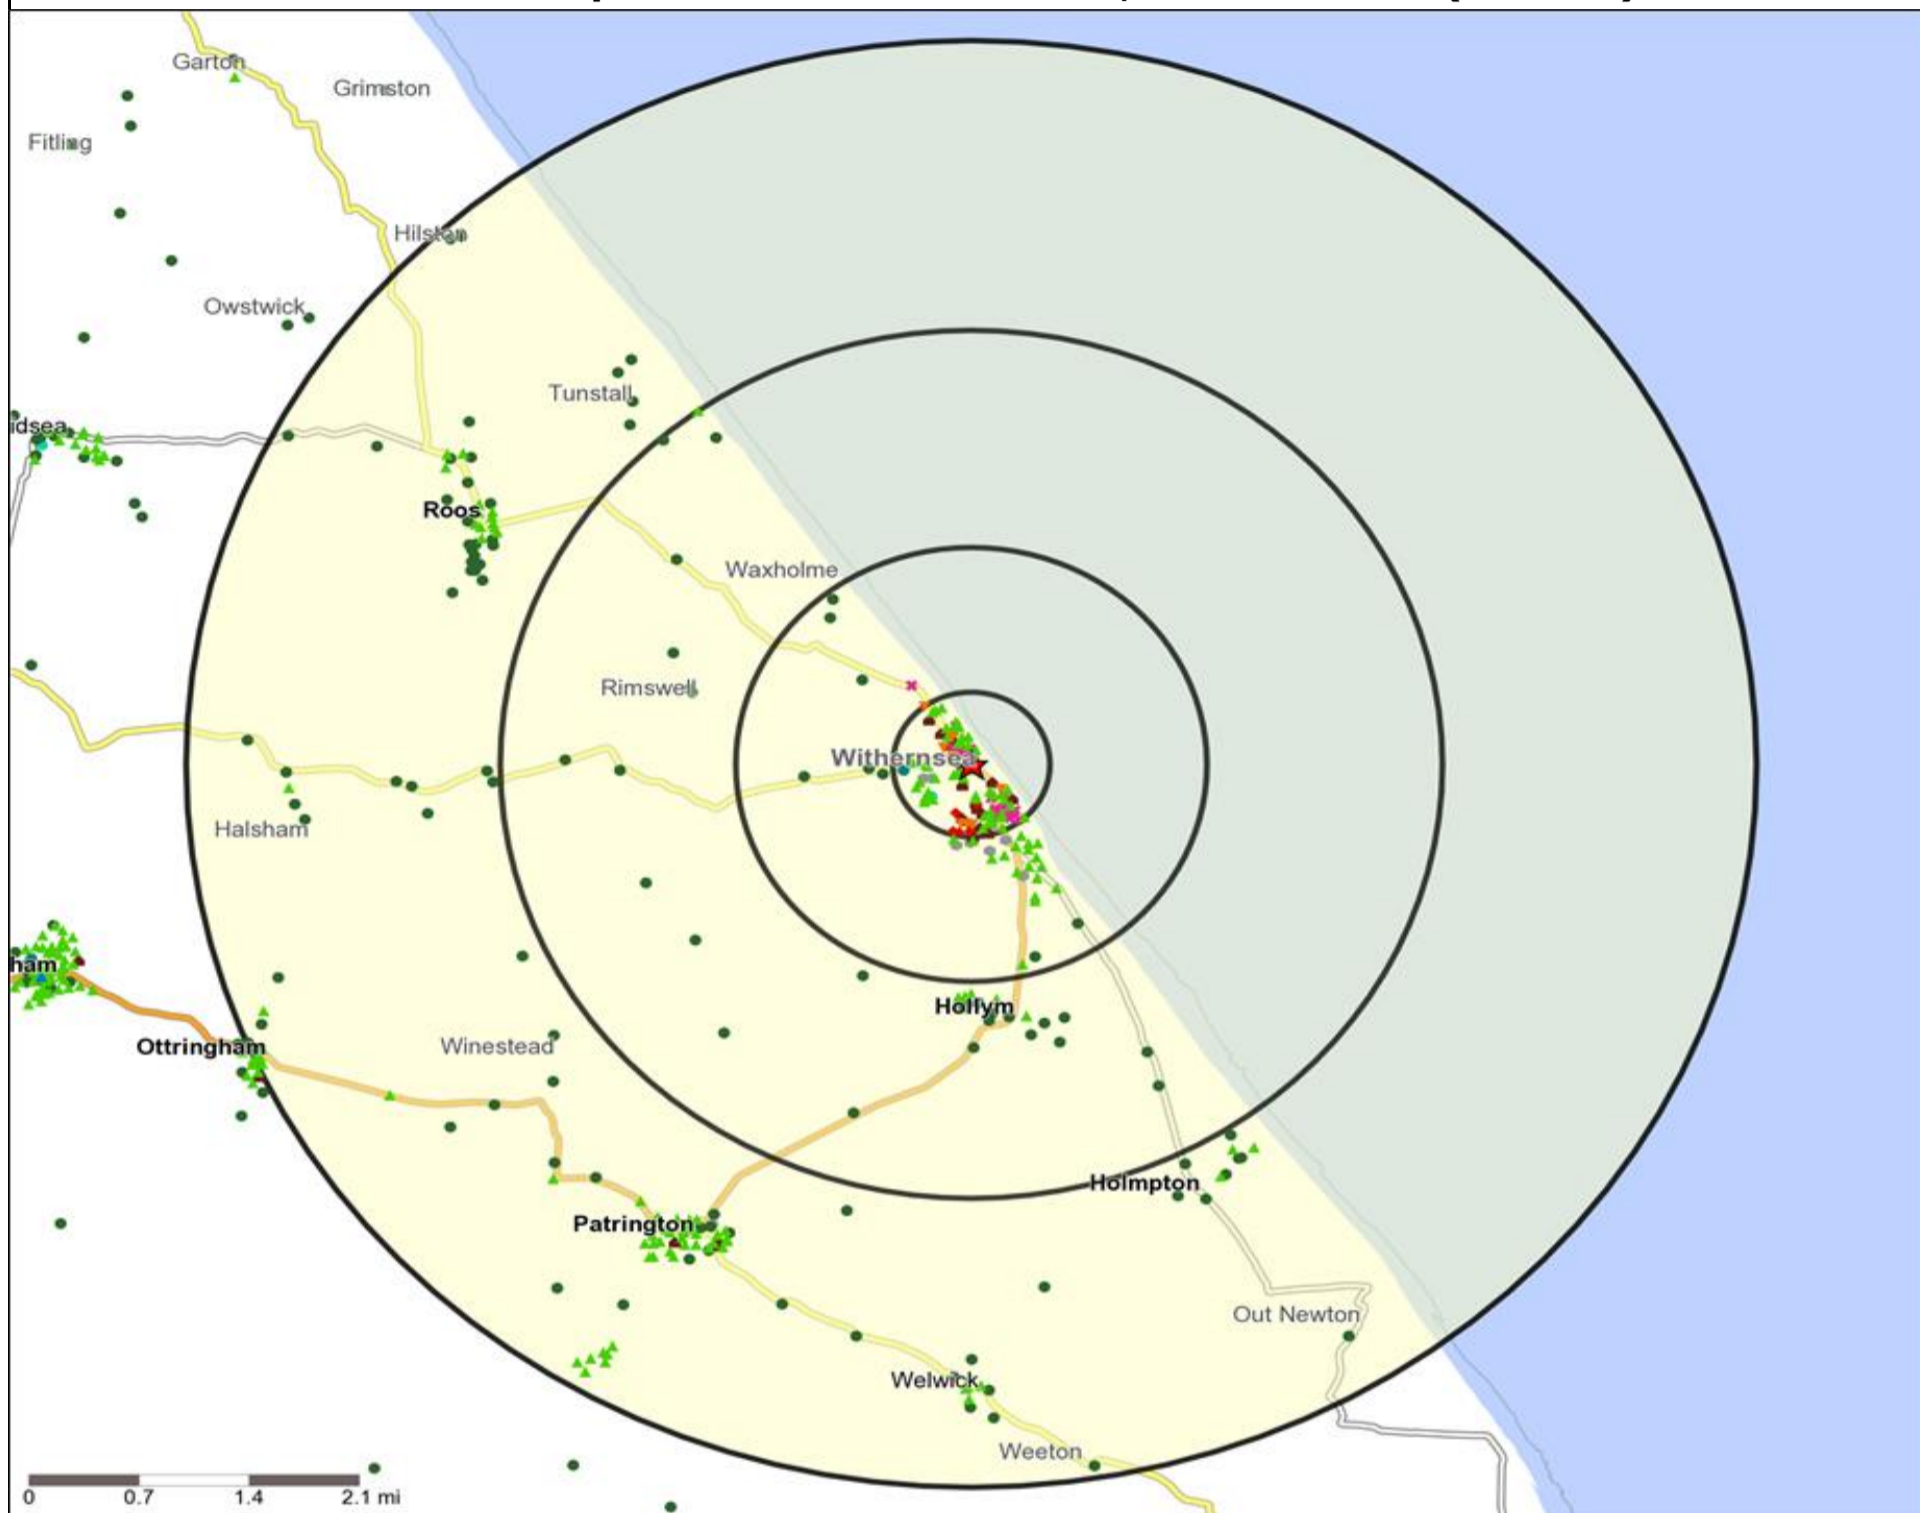 Garton
Grimston
Fitling
Hilston
Owstwick
Tunstall
idsea
Roos
Waxholme
Rimswell
Withernsea
Halsham
ham
Hollym
Ottringham
Winestead
Holmpton
Patrington
Out Newton
Welwick
Weeton
0 0.7 1.4 2.1 mi